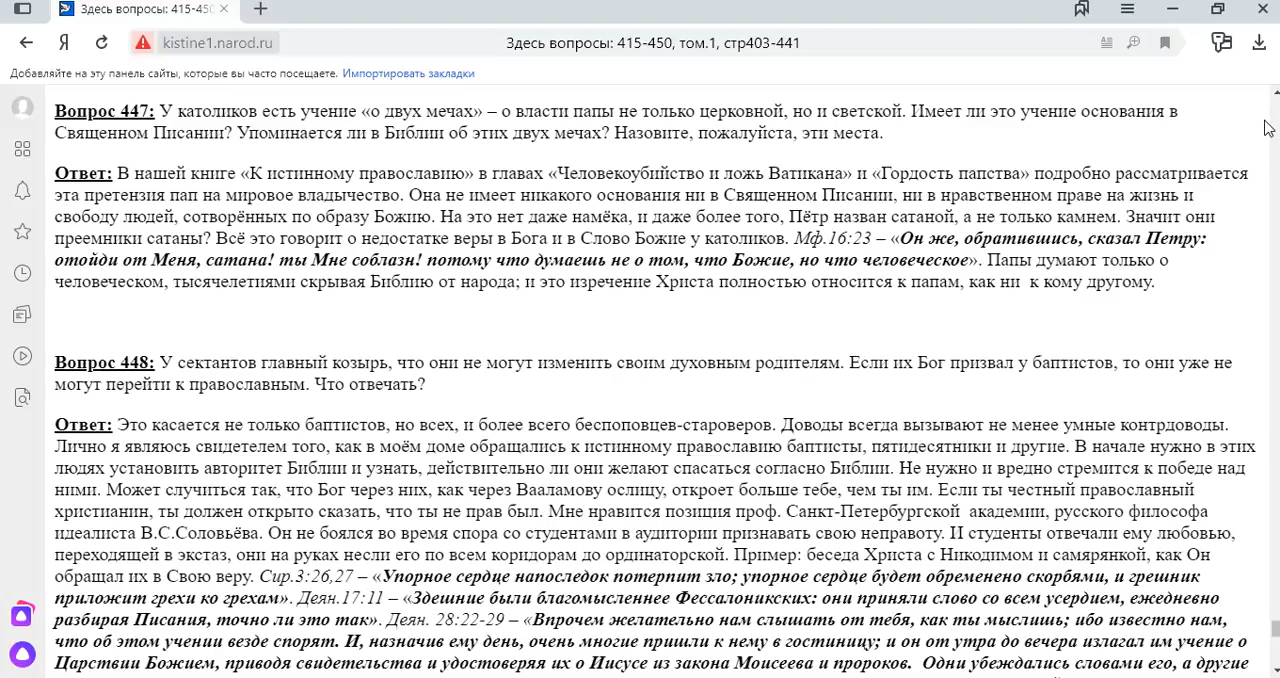 Здесь вопросы: 415-450
kistine1.narod.ru
Здесь вопросы: 415-450, том.1, стр403-441
Добавляйте на эту панель сайты, которые вы часто посещаете. Импортировать закладки
Вопрос 447: У католиков есть учение «о двух мечах» – о власти папы не только церковной, но и светской. Имеет ли это учение основания в
Священном Писании? Упоминается ли в Библии об этих двух мечах? Назовите, пожалуйста, эти места.
Ответ: В нашей книге «К истинному православию» в главах «Человекоубийство и ложь Ватикана» и «Гордость папства» подробно рассматривается
эта претензия пап на мировое владычество. Она не имеет никакого основания ни в Священном Писании, ни в нравственном праве на жизнь и
свободу людей, сотворённых по образу Божию. На это нет даже намёка, и даже более того, Пётр назван сатаной, а не только камнем. Значит они
преемники сатаны? Всё это говорит о недостатке веры в Бога и в Слово Божие у католиков. Мф.16:23 – «Он же, обратившись, сказал Петру:
отойди от Меня, сатана! ты Мне соблазн! потому что думаешь не о том, что Божие, но что человеческое». Папы думают только о
человеческом, тысячелетиями скрывая Библию от народа; и это изречение Христа полностью относится к папам, как ни к кому другому.
Вопрос 448: У сектантов главный козырь, что они не могут изменить своим духовным родителям. Если их Бог призвал у баптистов, то они уже не
могут перейти к православным. Что отвечать?
Ответ: Это касается не только баптистов, но всех, и более всего беспоповцев-староверов. Доводы всегда вызывают не менее умные контрдоводы.
Лично я являюсь свидетелем того, как в моём доме обращались к истинному православию баптисты, пятидесятники и другие. В начале нужно в этих
людях установить авторитет Библии и узнать, действительно ли они желают спасаться согласно Библии. Не нужно и вредно стремится к победе над
ними. Может случиться так, что Бог через них, как через Вааламову ослицу, откроет больше тебе, чем ты им. Если ты честный православный
христианин, ты должен открыто сказать, что ты не прав был. Мне нравится позиция проф. Санкт-Петербургской академии, русского философа
идеалиста В.С.Соловьёва. Он не боялся во время спора со студентами в аудитории признавать свою неправоту. И студенты отвечали ему любовью,
переходящей в экстаз, они на руках несли его по всем коридорам до ординаторской. Пример: беседа Христа с Никодимом и самарянкой, как Он
обращал их в Свою веру. Сир.3:26,27 – «Упорное сердце напоследок потерпит зло; упорное сердце будет обременено скорбями, и грешник
приложит грехи ко грехам». Деян.17:11 – «Здешние были благомысленнее Фессалоникских: они приняли слово со всем усердием, ежедневно
разбирая Писания, точно ли это так». Деян. 28:22-29 – «Впрочем желательно нам слышать от тебя, как ты мыслишь; ибо известно нам,
что об этом учении везде спорят. И, назначив ему день, очень многие пришли к нему в гостиницу; и он от утра до вечера излагал им учение о
Царствии Божием, приводя свидетельства и удостоверяя их о Иисусе из закона Моисеева и пророков. Одни убеждались словами его, а другие